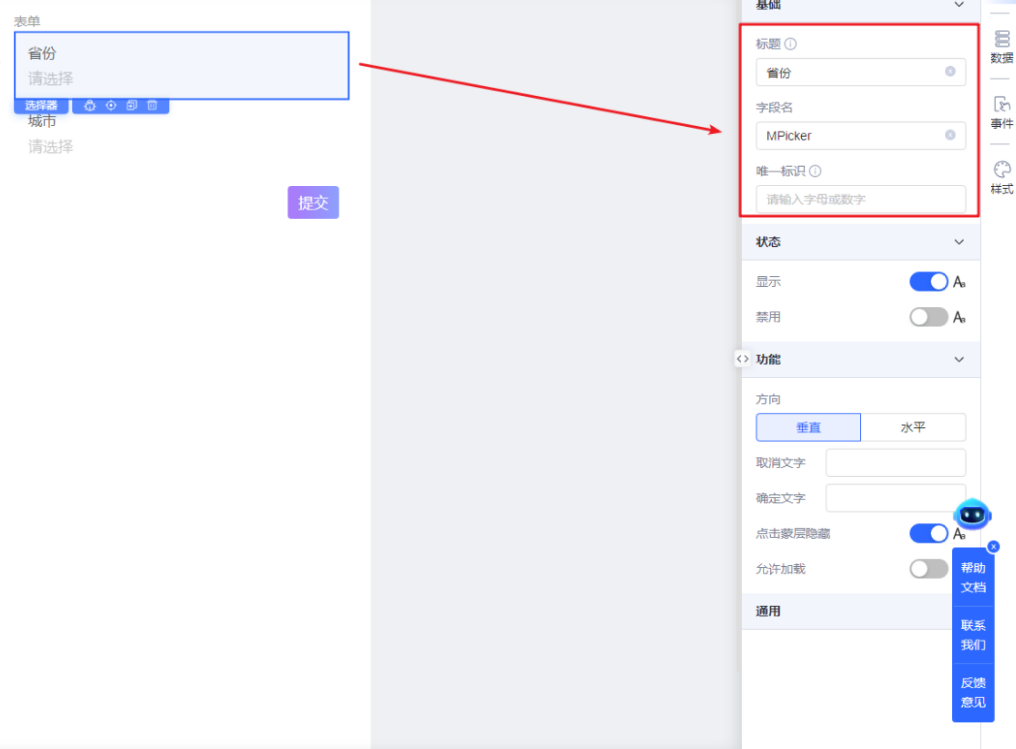 表单
省份
请选择
选择器
城市
请选择
提交
基础
标题
省份
字段名
MPicker
唯一标识
请输入字母或数字
状态
显示
禁用
功能
方向
垂直
水平
取消文字
确定文字
点击蒙层隐藏
允许加载
通用
数据
事件
样式
帮助
文档
联系
我们
反馈
意见